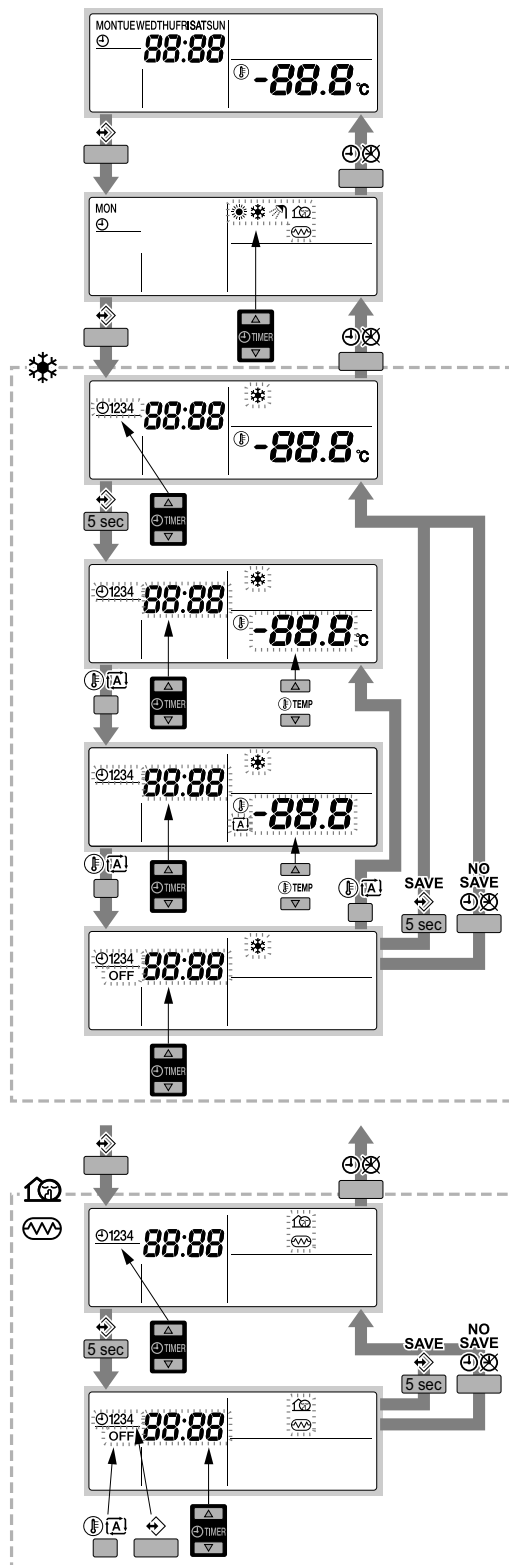 MONTUEWEDTHUFRISATSUN
88:88
-88.8 °C
MON
TIMER
1234 88:88
-88.8 °C
5 sec
TIMER
1234 88:88
-88.8 °C
A
TIMER
TEMP
1234 88:88
A -88.8
A
TIMER
TEMP
A
SAVE
5 sec
NO
SAVE
1234 88:88
OFF
TIMER
1234 88:88
5 sec
TIMER
SAVE
5 sec
NO
SAVE
1234 88:88
OFF
A
TIMER